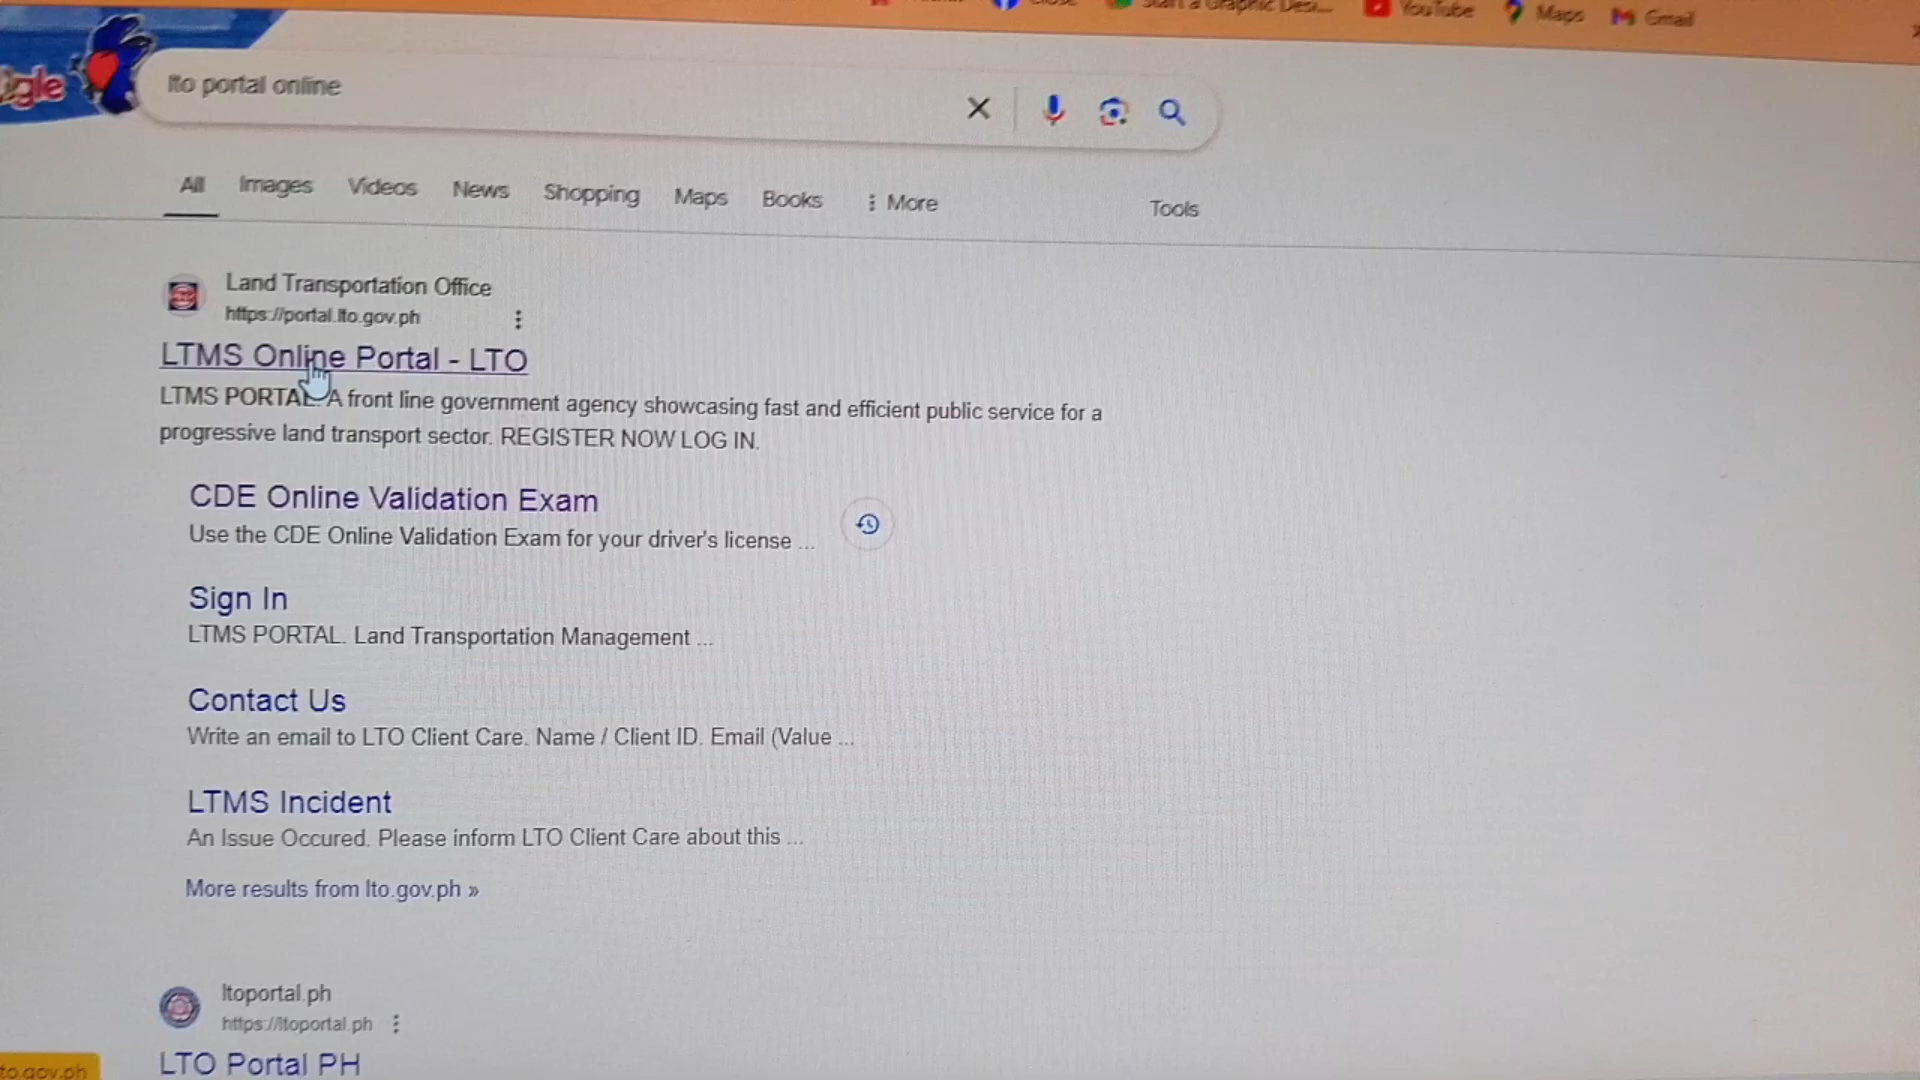 Start a Graphic Desi...
YouTube
Maps
Gmail
gle
lto portal online
All
Images
Videos
News
Shopping
Maps
Books
More
Tools
Land Transportation Office
https://portal.lto.gov.ph
LTMS Online Portal - LTO
LTMS PORTAL. A front line government agency showcasing fast and efficient public service for a
progressive land transport sector. REGISTER NOW LOG IN.
CDE Online Validation Exam
Use the CDE Online Validation Exam for your driver's license ...
Sign In
LTMS PORTAL. Land Transportation Management ...
Contact Us
Write an email to LTO Client Care. Name / Client ID. Email (Value ...
LTMS Incident
An Issue Occured. Please inform LTO Client Care about this ...
More results from lto.gov.ph »
ltoportal.ph
https://ltoportal.ph
LTO Portal PH
to.gov.ph